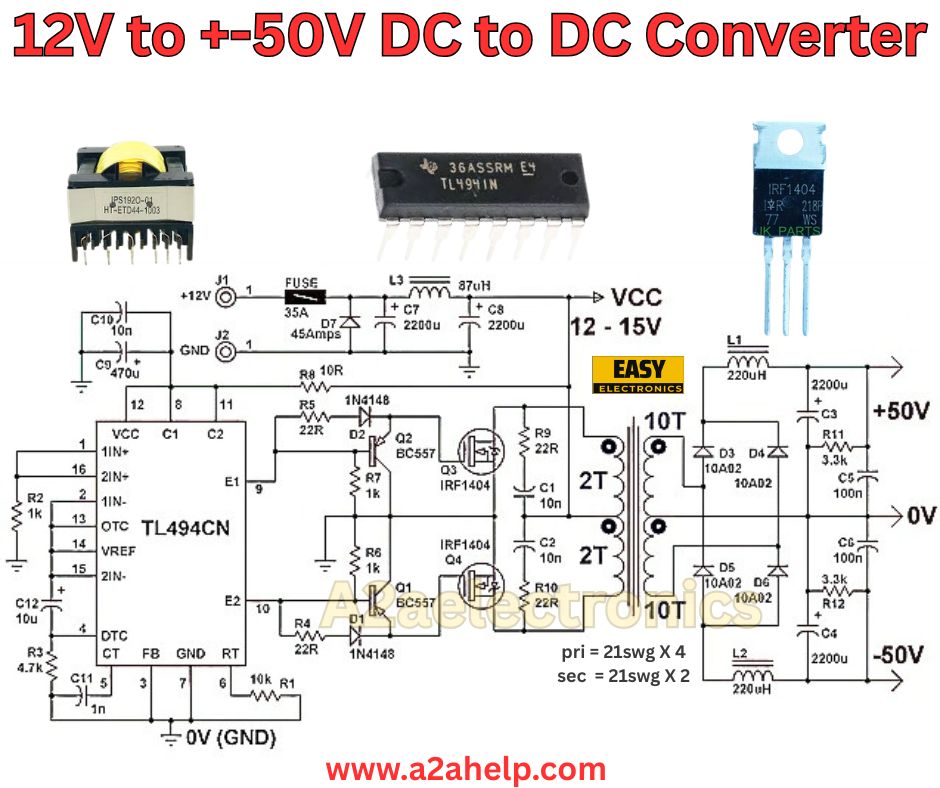 12V to +-50V DC to DC Converter
IPS1920-01
HT-ETD44-1003
36ASSRM E4
TL494IN
IRF1404
218P
77 WS
JK PARTS
J1
+12V
1
FUSE
35A
L3
87uH
D7
45Amps
+
C7
2200u
+
C8
2200u
VCC
12 - 15V
J2
GND
1
C10
10n
C9
+
470u
R8
10R
EASY
ELECTRONICS
L1
220uH
2200u
+
C3
+50V
12
8
11
VCC
C1
C2
R5
22R
1N4148
D2
Q2
BC557
Q3
IRF1404
R9
22R
10T
D3
10A02
D4
10A02
R11
3.3k
C5
100n
1
1IN+
16
2IN+
2
1IN-
13
OTC
14
VREF
15
2IN-
4
DTC
R2
1k
TL494CN
E1
9
R7
1k
C1
10n
2T
0V
R6
1k
IRF1404
Q4
C2
10n
2T
C6
100n
D5
10A02
D6
10A02
3.3k
R12
+
C12
10u
E2
10
Q1
BC557
D1
1N4148
R4
22R
R10
22R
10T
A2aelectronics
+
C4
2200u
-50V
L2
220uH
R3
4.7k
CT
FB
GND
RT
C11
1n
5
3
7
6
10k
R1
pri = 21swg X 4
sec = 21swg X 2
0V (GND)
www.a2ahelp.com